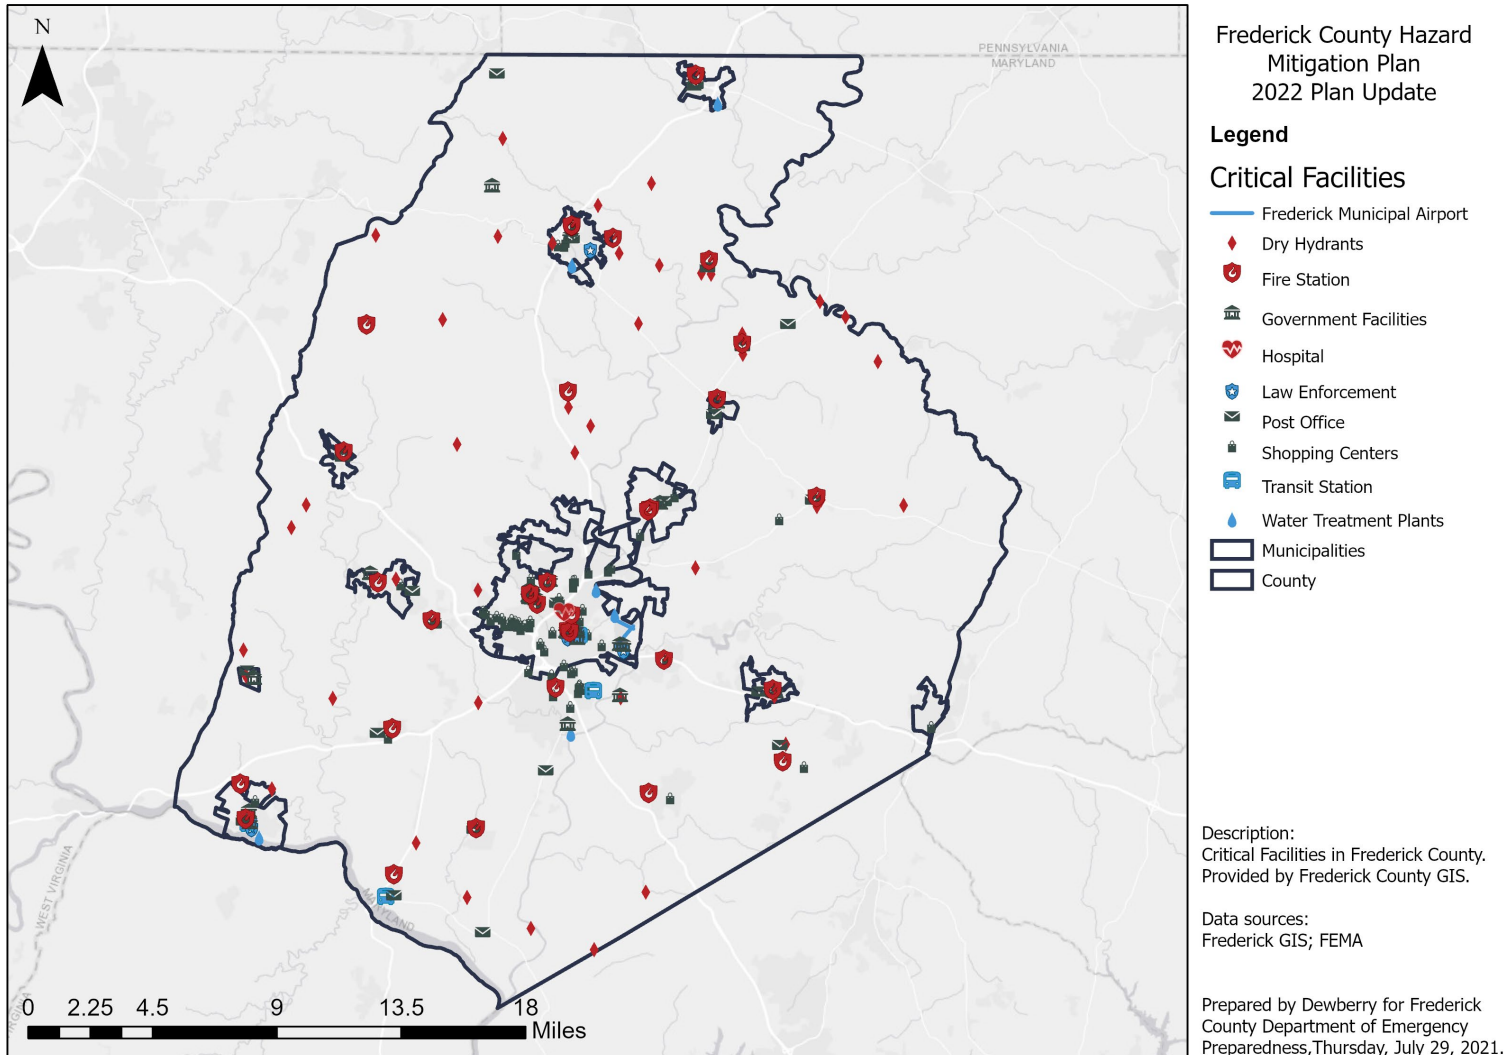 N
PENNSYLVANIA
MARYLAND
WEST VIRGINIA
MARYLAND
0 2.25 4.5 9 13.5 18
Miles
Frederick County Hazard
Mitigation Plan
2022 Plan Update
Legend
Critical Facilities
Frederick Municipal Airport
Dry Hydrants
Fire Station
Government Facilities
Hospital
Law Enforcement
Post Office
Shopping Centers
Transit Station
Water Treatment Plants
Municipalities
County
Description:
Critical Facilities in Frederick County.
Provided by Frederick County GIS.
Data sources:
Frederick GIS; FEMA
Prepared by Dewberry for Frederick
County Department of Emergency
Preparedness,Thursday, July 29, 2021.